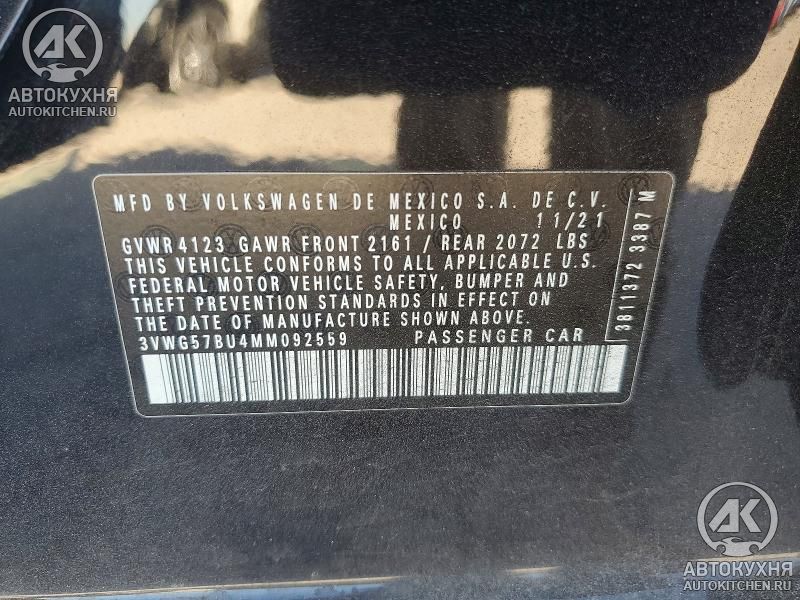 AK
АВТОКУХНЯ
AUTOKITCHEN.RU
MFD BY VOLKSWAGEN DE MEXICO S.A. DE C.V.
MEXICO 11/21
GVWR 4123 GAWR FRONT 2161 / REAR 2072 LBS
THIS VEHICLE CONFORMS TO ALL APPLICABLE U.S.
FEDERAL MOTOR VEHICLE SAFETY, BUMPER AND
THEFT PREVENTION STANDARDS IN EFFECT ON
THE DATE OF MANUFACTURE SHOWN ABOVE.
3VWG57BU4MM092559 PASSENGER CAR
3811372 3387 M
AK
АВТОКУХНЯ
AUTOKITCHEN.RU